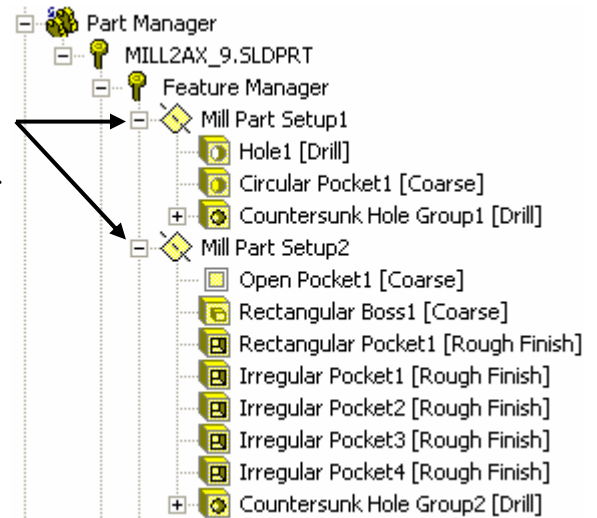 Part Manager
MILL2AX_9.SLDPRT
Feature Manager
Mill Part Setup1
Hole1 [Drill]
Circular Pocket1 [Coarse]
Countersunk Hole Group1 [Drill]
Mill Part Setup2
Open Pocket1 [Coarse]
Rectangular Boss1 [Coarse]
Rectangular Pocket1 [Rough Finish]
Irregular Pocket1 [Rough Finish]
Irregular Pocket2 [Rough Finish]
Irregular Pocket3 [Rough Finish]
Irregular Pocket4 [Rough Finish]
Countersunk Hole Group2 [Drill]